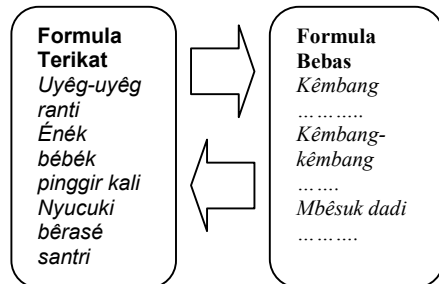 Formula
Terikat
Uyêg-uyêg
ranti
Énék
bébék
pinggir kali
Nyucuki
bêrasé
santri
Formula
Bebas
Kêmbang
………..
Kêmbang-
kêmbang
…….
Mbêsuk dadi
……….